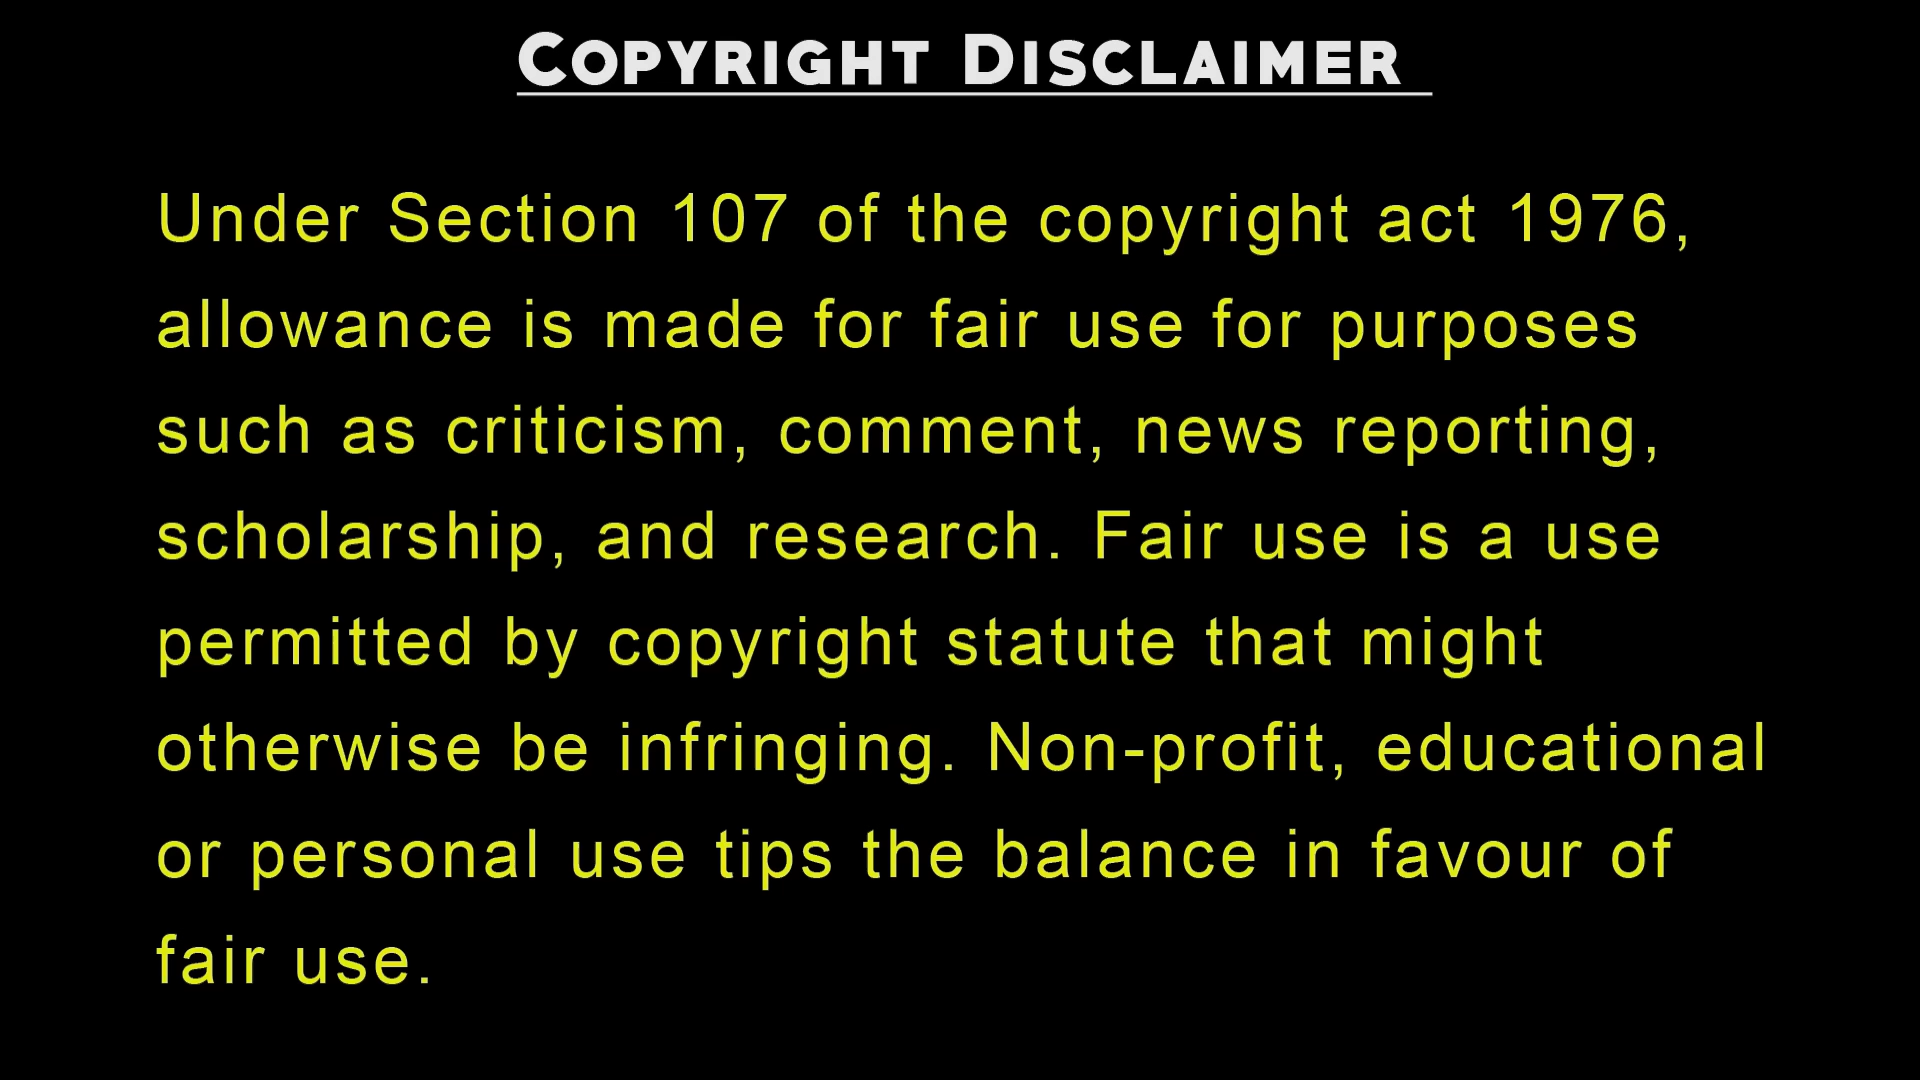 Copyright Disclaimer
Under Section 107 of the copyright act 1976,
allowance is made for fair use for purposes
such as criticism, comment, news reporting,
scholarship, and research. Fair use is a use
permitted by copyright statute that might
otherwise be infringing. Non-profit, educational
or personal use tips the balance in favour of
fair use.